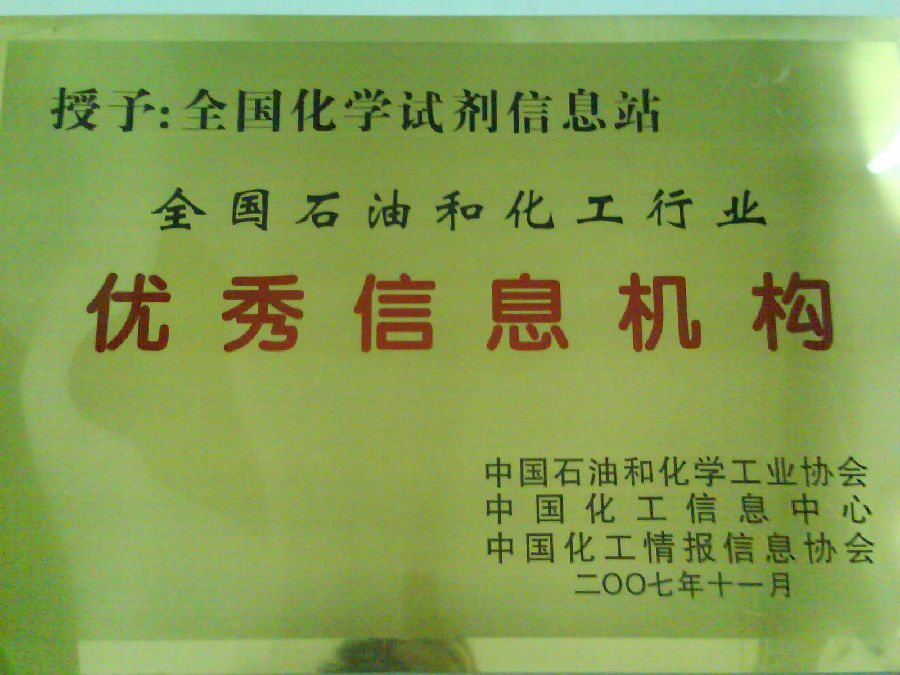 授予:全国化学试剂信息站
全国石油和化工行业
优秀信息机构
中国石油和化学工业协会
中国化工信息中心
中国化工情报信息协会
二〇〇七年十一月